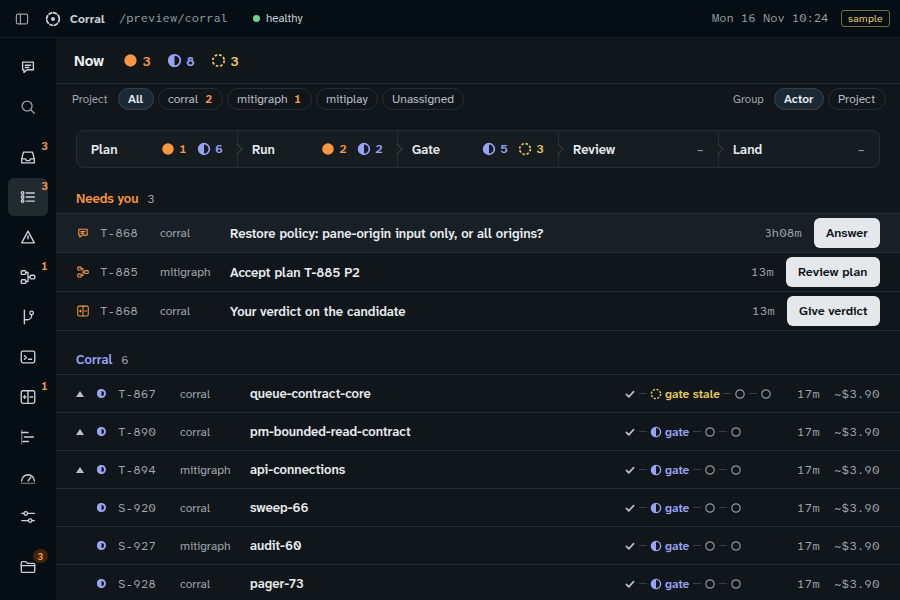 Corral /preview/corral healthy Mon 16 Nov 10:24 sample
Now 3 8 3
Project All corral 2 mitigraph 1 mitiplay Unassigned Group Actor Project
Plan 1 6 Run 2 2 Gate 5 3 Review – Land –
3
3
1
1
3
Needs you 3
T-868 corral Restore policy: pane-origin input only, or all origins? 3h08m Answer
T-885 mitigraph Accept plan T-885 P2 13m Review plan
T-868 corral Your verdict on the candidate 13m Give verdict
Corral 6
T-867 corral queue-contract-core gate stale 17m ~$3.90
T-890 corral pm-bounded-read-contract gate 17m ~$3.90
T-894 mitigraph api-connections gate 17m ~$3.90
S-920 corral sweep-66 gate 17m ~$3.90
S-927 mitigraph audit-60 gate 17m ~$3.90
S-928 corral pager-73 gate 17m ~$3.90